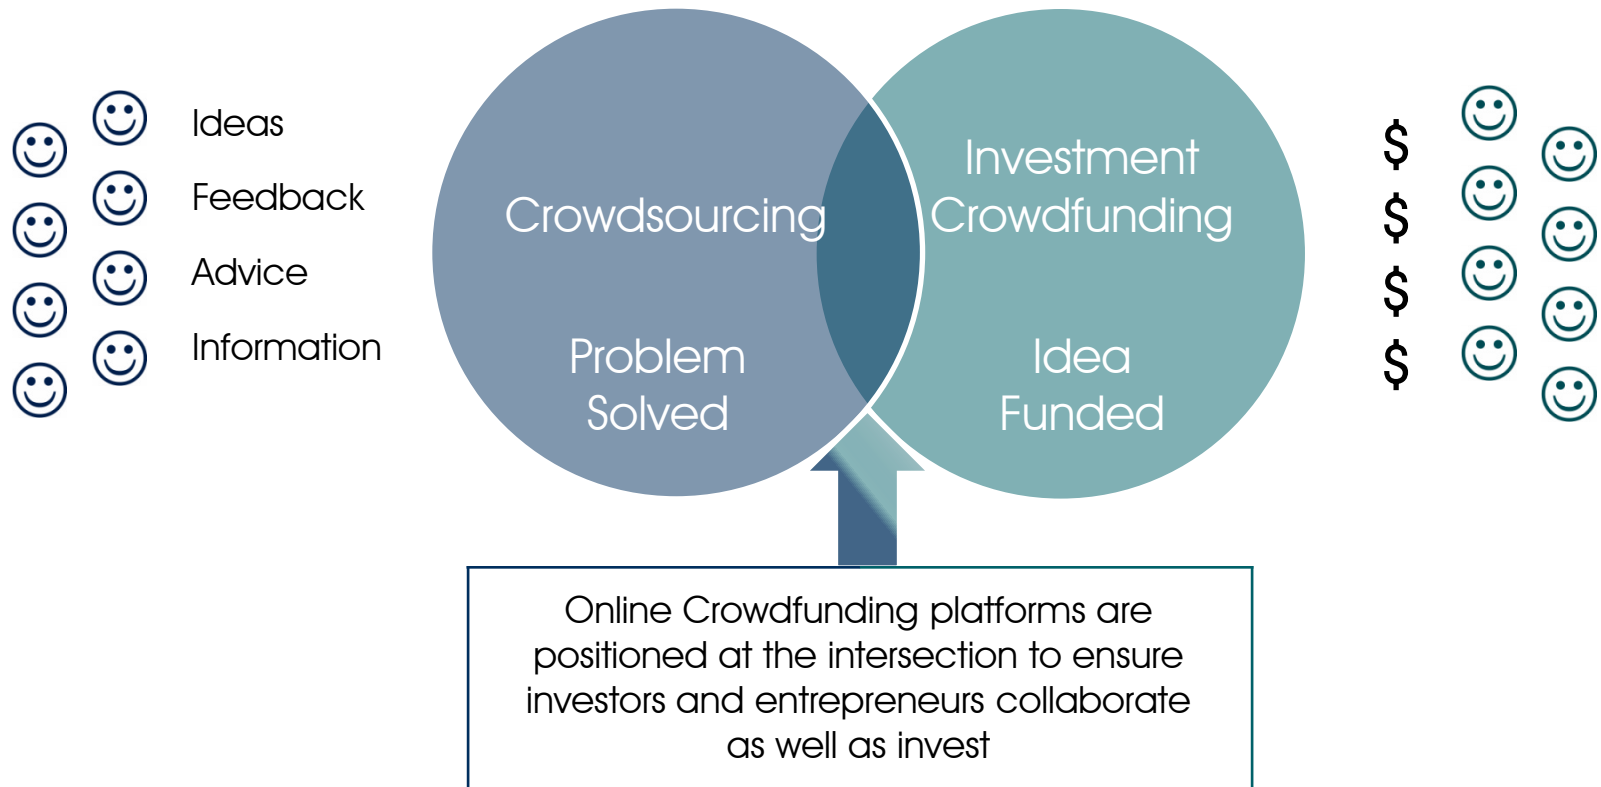 Ideas
Feedback
Advice
Information
Crowdsourcing
Problem
Solved
Investment
Crowdfunding
Idea
Funded
$
$
$
$
Online Crowdfunding platforms are
positioned at the intersection to ensure
investors and entrepreneurs collaborate
as well as invest